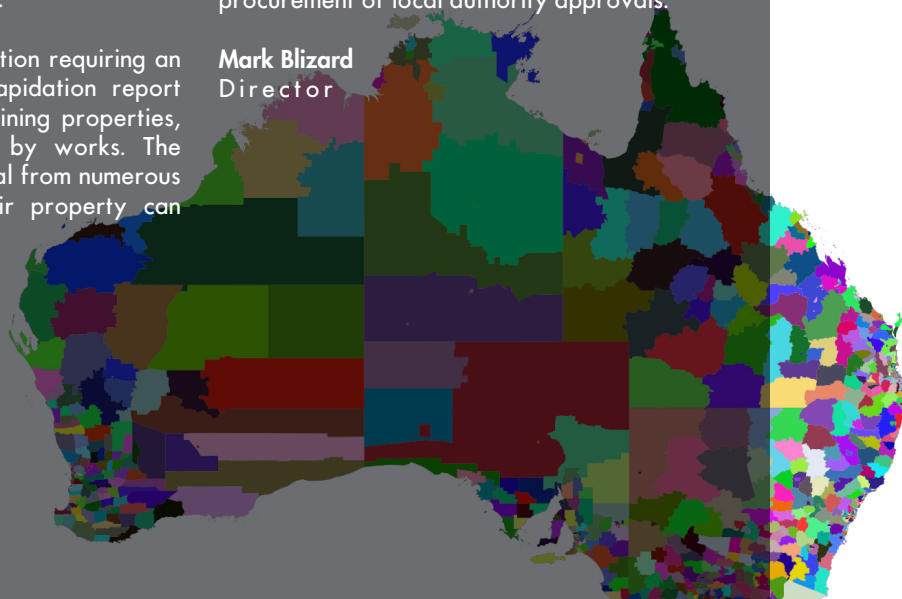 procurement of local authority approvals.
tion requiring an
apidation report
ining properties,
by works. The
al from numerous
ir property can
Mark Blizard
Director